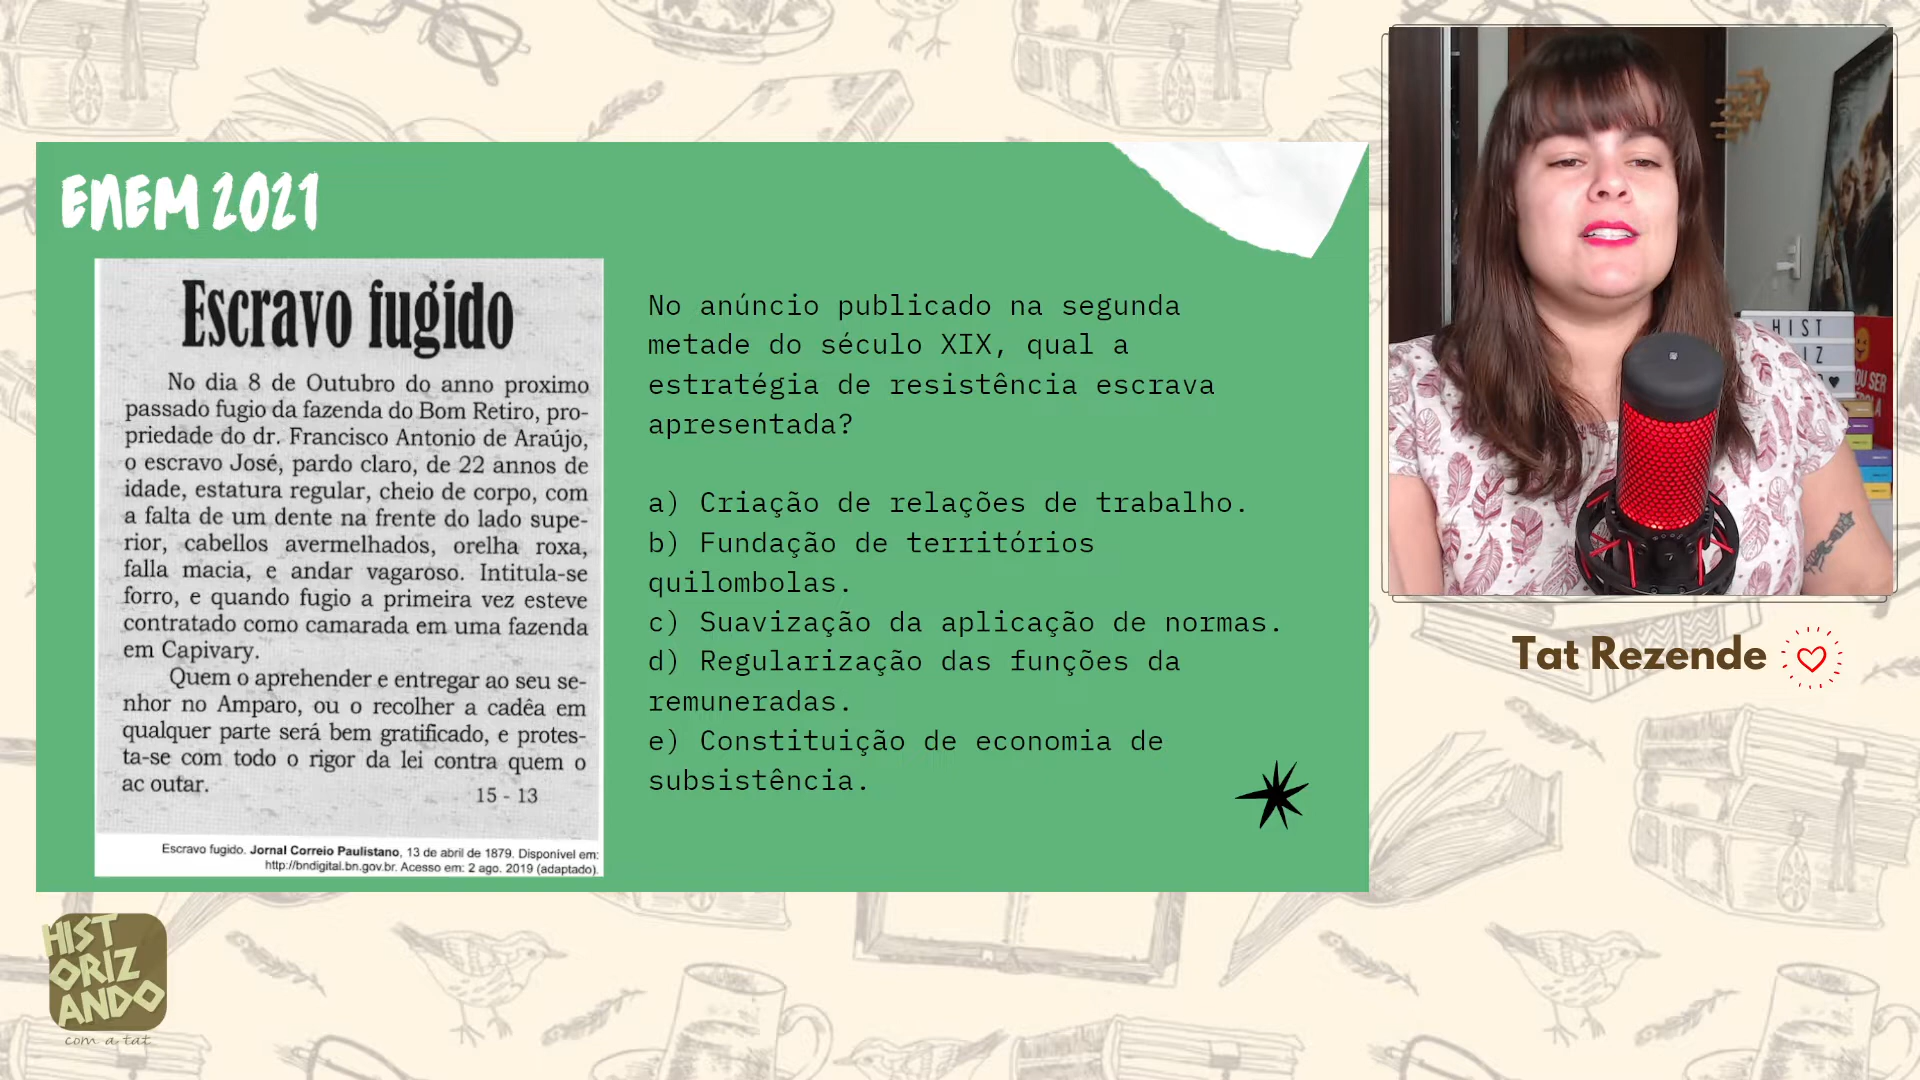 ENEM 2021
Escravo fugido
No dia 8 de Outubro do anno proximo
passado fugio da fazenda do Bom Retiro, pro-
priedade do dr. Francisco Antonio de Araújo,
o escravo José, pardo claro, de 22 annos de
idade, estatura regular, cheio de corpo, com
a falta de um dente na frente do lado supe-
rior, cabellos avermelhados, orelha roxa,
falla macia, e andar vagaroso. Intitula-se
forro, e quando fugio a primeira vez esteve
contratado como camarada em uma fazenda
em Capivary.
Quem o aprehender e entregar ao seu se-
nhor no Amparo, ou o recolher a cadêa em
qualquer parte será bem gratificado, e protes-
ta-se com todo o rigor da lei contra quem o
ac outar.
15 - 13
Escravo fugido. Jornal Correio Paulistano, 13 de abril de 1879. Disponível em:
http://bndigital.bn.gov.br. Acesso em: 2 ago. 2019 (adaptado).
No anúncio publicado na segunda
metade do século XIX, qual a
estratégia de resistência escrava
apresentada?
a) Criação de relações de trabalho.
b) Fundação de territórios
quilombolas.
c) Suavização da aplicação de normas.
d) Regularização das funções da
remuneradas.
e) Constituição de economia de
subsistência.
HIST
IZ
OU SER
Tat Rezende
HIST
ORIZ
ANDO
com a tat